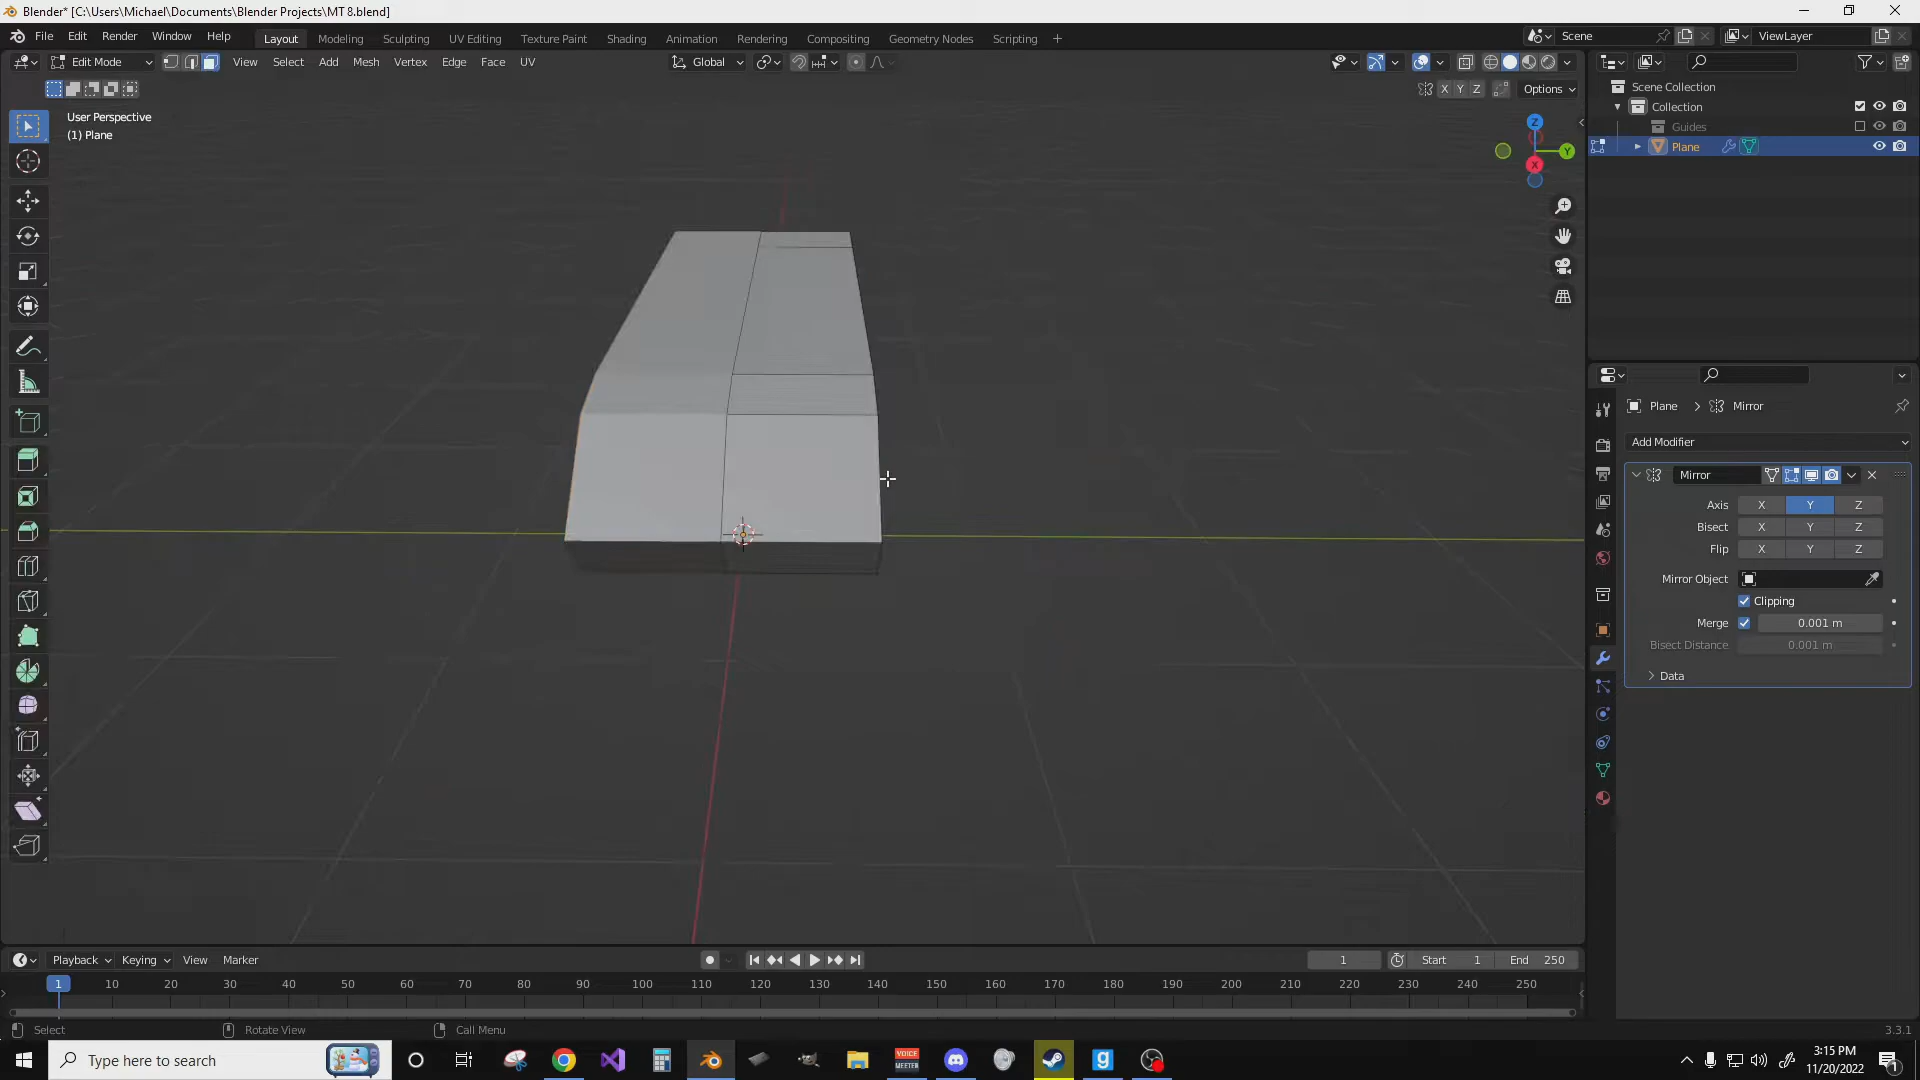 Blender* [C:\Users\Michael\Documents\Blender Projects\MT 8.blend]
File Edit Render Window Help Layout Modeling Sculpting UV Editing Texture Paint Shading Animation Rendering Compositing Geometry Nodes Scripting + Scene ViewLayer
Edit Mode View Select Add Mesh Vertex Edge Face UV Global
X Y Z Options
User Perspective
(1) Plane
Z
Y
X
Scene Collection
Collection
Guides
Plane
Plane > Mirror
Add Modifier
Mirror
Axis X Y Z
Bisect X Y Z
Flip X Y Z
Mirror Object
Clipping
Merge 0.001 m
Bisect Distance 0.001 m
Data
Playback Keying View Marker 1 Start 1 End 250
1 10 20 30 40 50 60 70 80 90 100 110 120 130 140 150 160 170 180 190 200 210 220 230 240 250
Select Rotate View Call Menu 3.3.1
Type here to search
VOICE MEETER
3:15 PM
11/20/2022
1